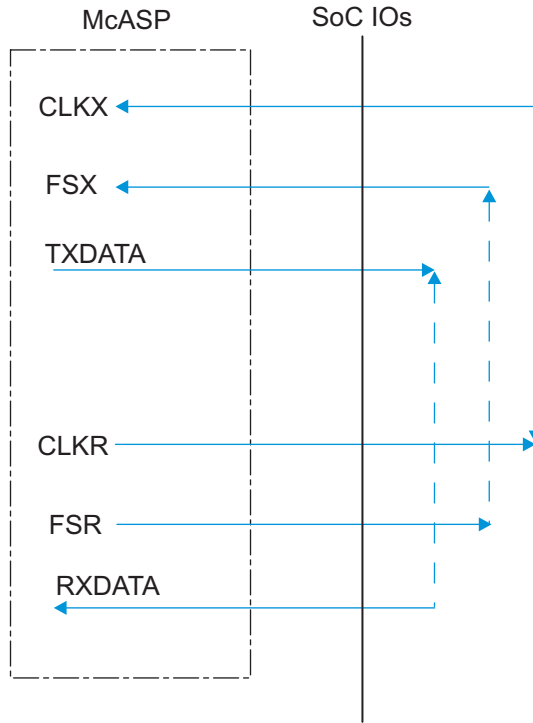 McASP
SoC IOs
CLKX
FSX
TXDATA
CLKR
FSR
RXDATA